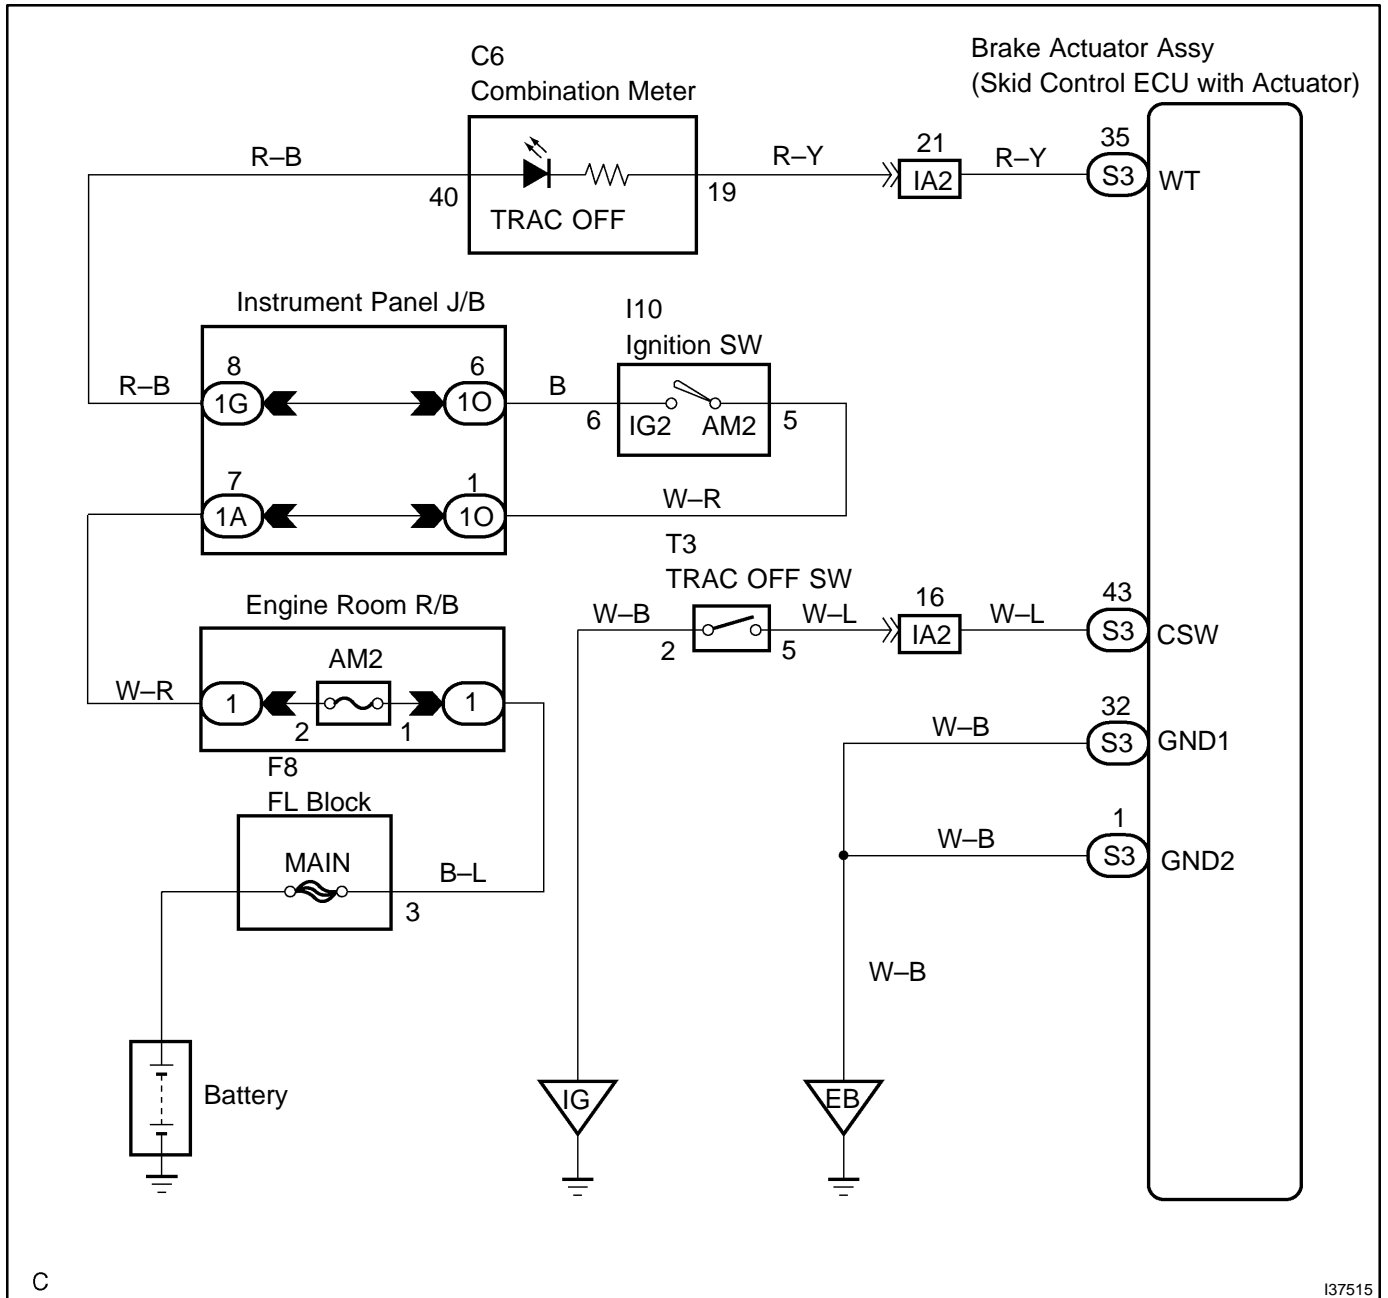 C6
Combination Meter
Brake Actuator Assy
(Skid Control ECU with Actuator)
R–B
40
TRAC OFF
19
R–Y
21
IA2
R–Y
35
S3
WT
Instrument Panel J/B
I10
Ignition SW
R–B
8
1G
6
1O
B
6
IG2
AM2
5
7
1A
1
1O
W–R
T3
TRAC OFF SW
Engine Room R/B
W–B
2
5
W–L
16
IA2
W–L
43
S3
CSW
AM2
W–R
1
2
1
1
32
W–B
S3
GND1
F8
FL Block
MAIN
B–L
3
1
W–B
S3
GND2
W–B
Battery
IG
EB
C
I37515